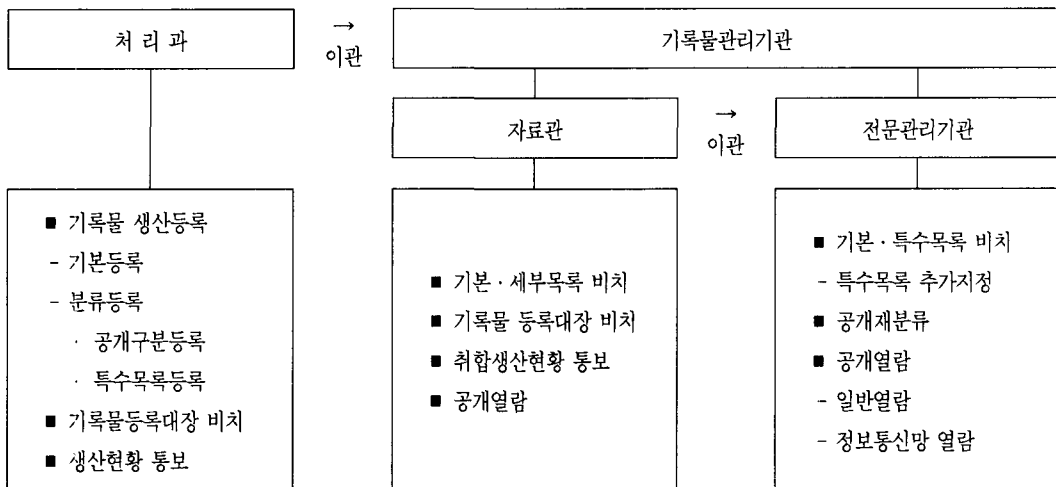 처 리 과
→
이관
기록물관리기관
자료관
→
이관
전문관리기관
■ 기록물 생산등록
- 기본등록
- 분류등록
· 공개구분등록
· 특수목록등록
■ 기록물등록대장 비치
■ 생산현황 통보
■ 기본 · 세부목록 비치
■ 기록물 등록대장 비치
■ 취합생산현황 통보
■ 공개열람
■ 기본 · 특수목록 비치
- 특수목록 추가지정
■ 공개재분류
■ 공개열람
- 일반열람
- 정보통신망 열람